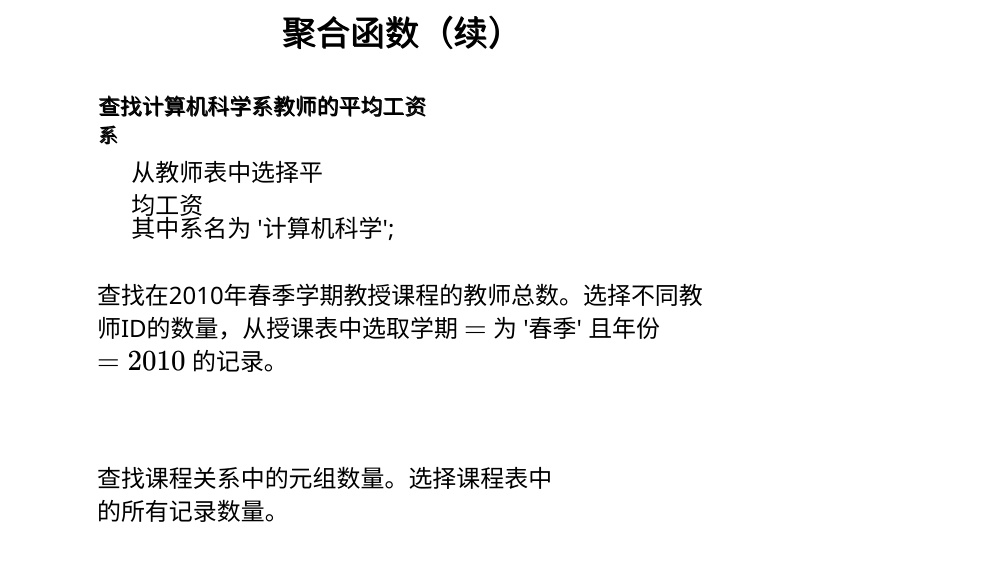 聚合函数（续）
查找计算机科学系教师的平均工资
系
从教师表中选择平
均工资
其中系名为 '计算机科学';
查找在2010年春季学期教授课程的教师总数。选择不同教
师ID的数量，从授课表中选取学期 = 为 '春季' 且年份
= 2010 的记录。
查找课程关系中的元组数量。选择课程表中
的所有记录数量。